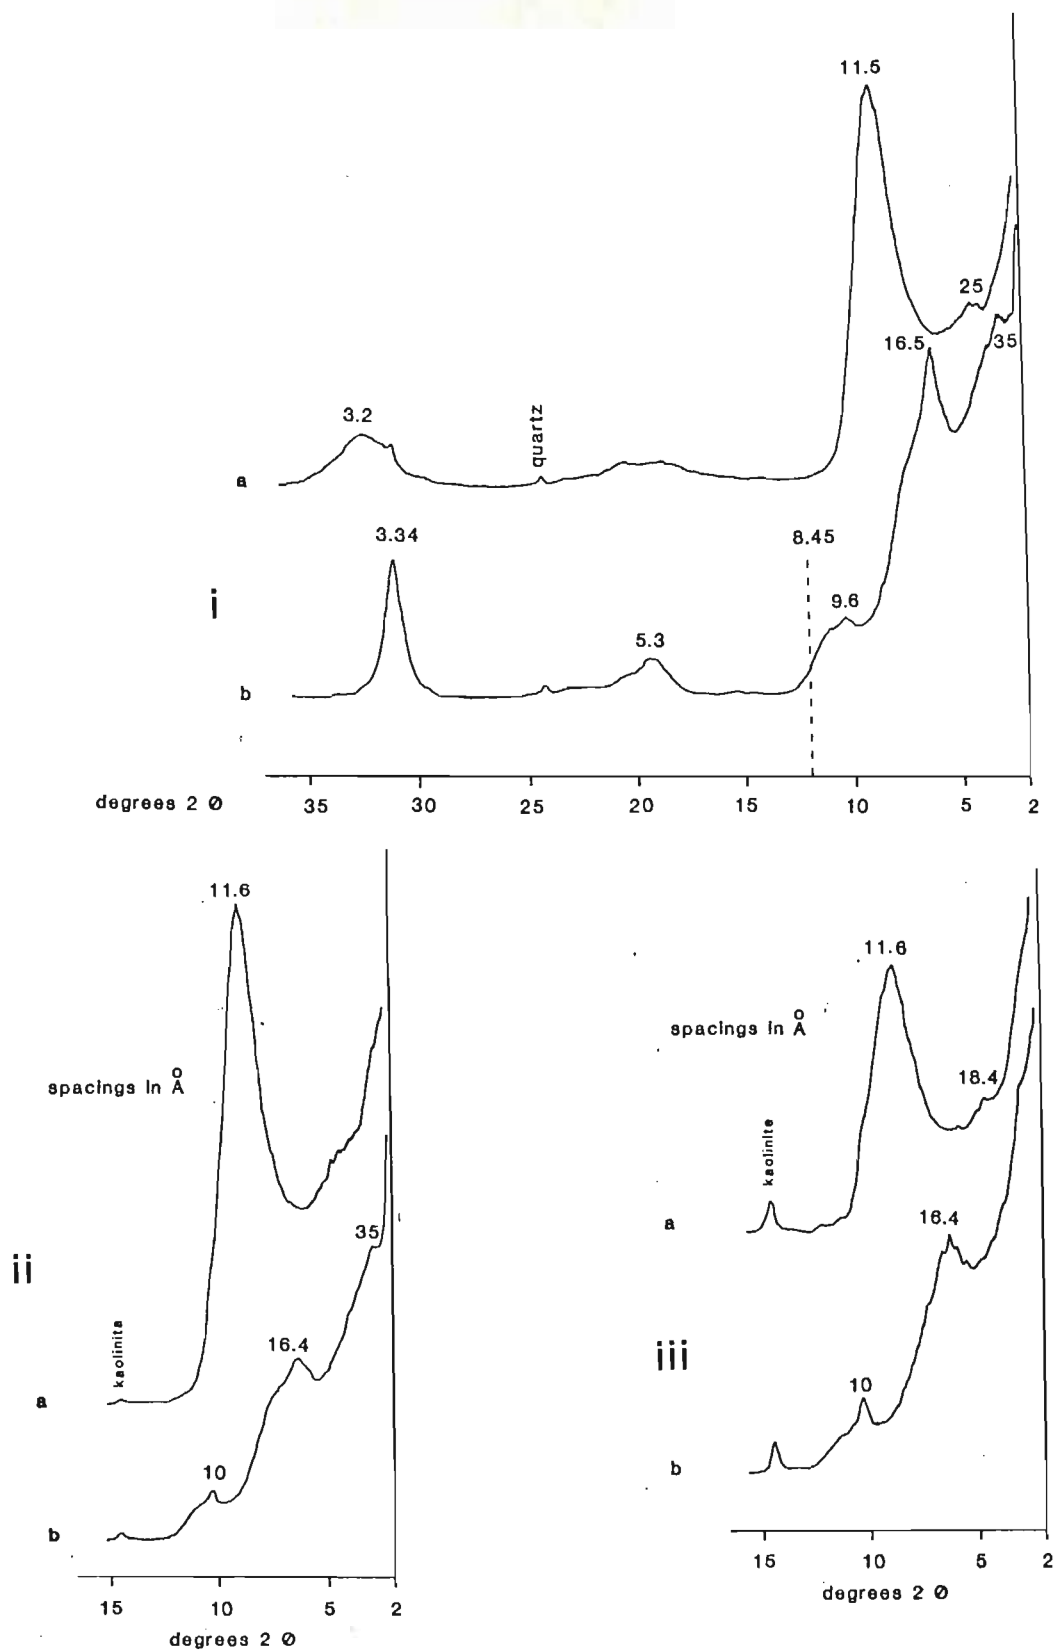 11.5
25
16.5
35
3.2
quartz
a
3.34
8.45
i
9.6
5.3
b
degrees 2 Ø 35 30 25 20 15 10 5 2
11.6
spacings in Å
35
ii
kaolinita
16.4
a
10
b
15 10 5 2
degrees 2 Ø
11.6
spacings in Å
18.4
kaolinite
a
16.4
iii
10
b
15 10 5 2
degrees 2 Ø